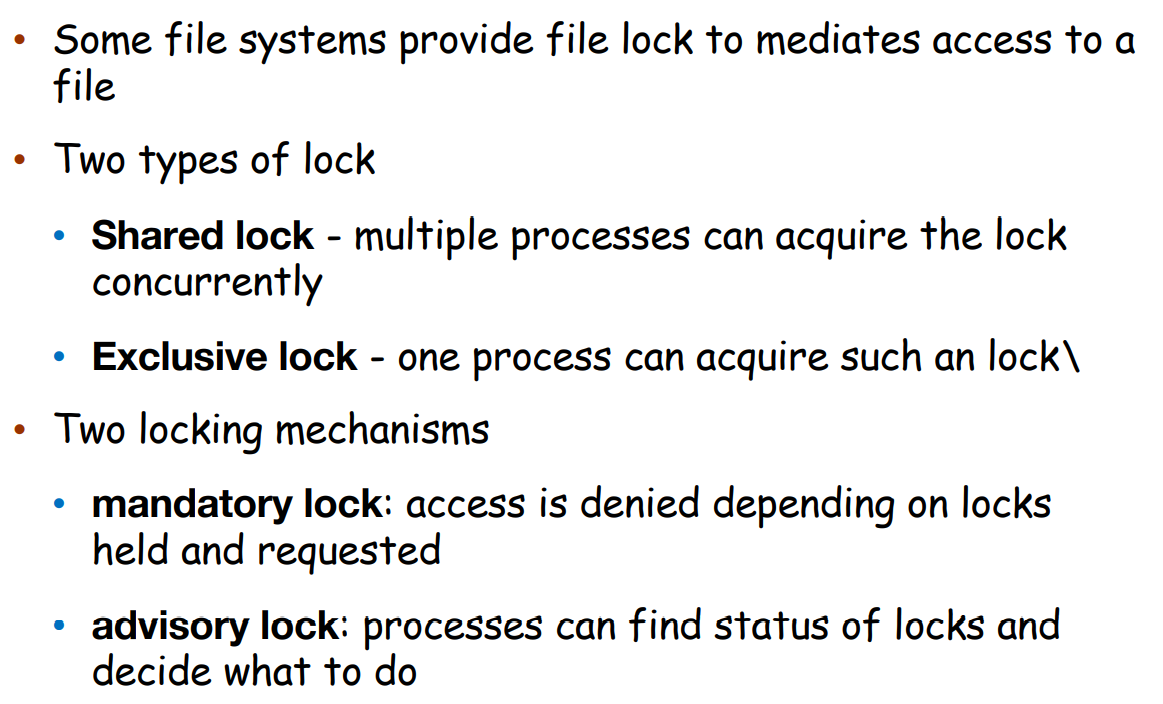 • Some file systems provide file lock to mediates access to a
file
• Two types of lock
• Shared lock - multiple processes can acquire the lock
concurrently
• Exclusive lock - one process can acquire such an lock\
• Two locking mechanisms
• mandatory lock: access is denied depending on locks
held and requested
• advisory lock: processes can find status of locks and
decide what to do